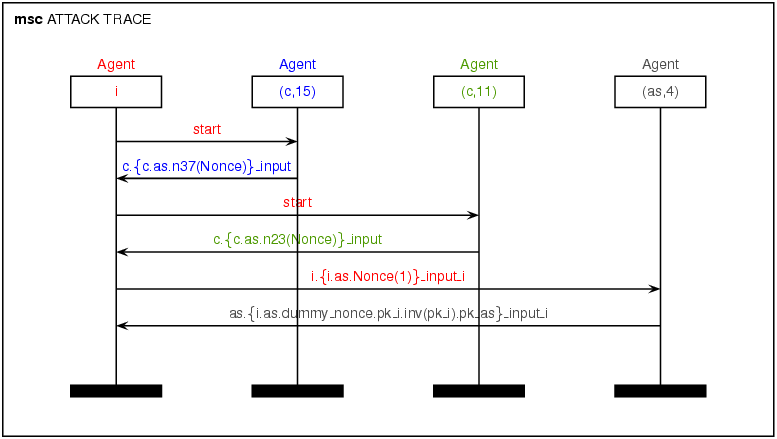 msc ATTACK TRACE
Agent Agent Agent Agent
i (c,15) (c,11) (as,4)
start
c.{c.as.n37(Nonce)}_input
start
c.{c.as.n23(Nonce)}_input
i.{i.as.Nonce(1)}_input_i
as.{i.as.dummy_nonce.pk_i.inv(pk_i).pk_as}_input_i